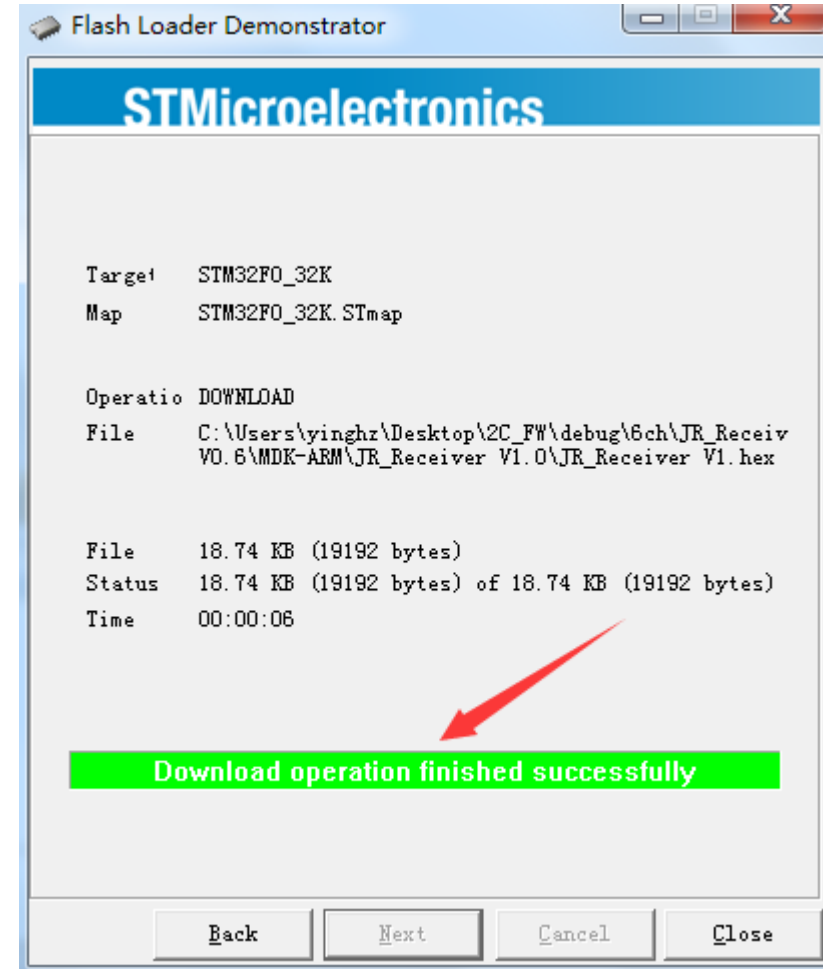 Flash Loader Demonstrator
STMicroelectronics
Target STM32F0_32K
Map STM32F0_32K.STmap
Operatio DOWNLOAD
File C:\Users\yinghz\Desktop\2C_FW\debug\6ch\JR_Receiv
V0.6\MDK-ARM\JR_Receiver V1.0\JR_Receiver V1.hex
File 18.74 KB (19192 bytes)
Status 18.74 KB (19192 bytes) of 18.74 KB (19192 bytes)
Time 00:00:06
Download operation finished successfully
Back Next Cancel Close